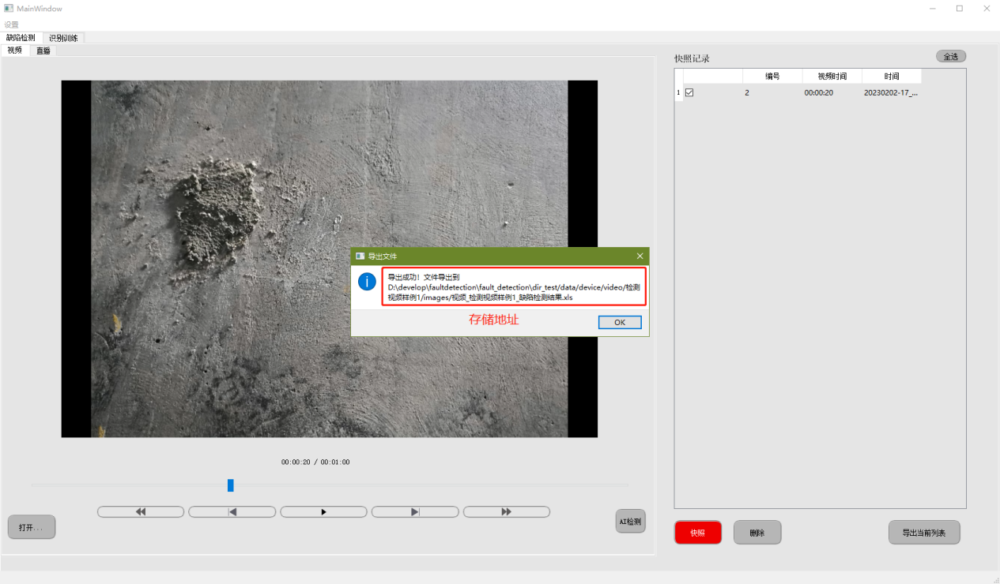 MainWindow
设置
缺陷检测 识别训练
视频 直播
快照记录
全选
编号 视频时间 时间
1 2 00:00:20 20230202-17_...
导出文件
导出成功！文件导出到
D:\develop\faultdetection\fault_detection\dir_test/data/device/video/检测
视频样例1/images/视频_检测视频样例1_缺陷检测结果.xls
存储地址
OK
00:00:20 / 00:01:00
打开...
AI检测
快照
删除
导出当前列表